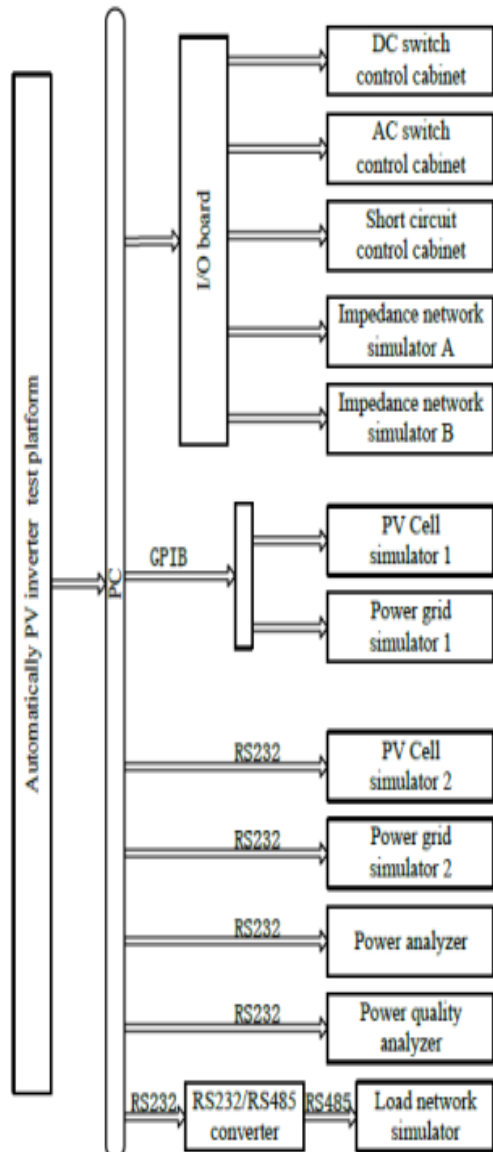 Automatically PV inverter test platform
PC
I/O board
DC switch
control cabinet
AC switch
control cabinet
Short circuit
control cabinet
Impedance network
simulator A
Impedance network
simulator B
GPIB
PV Cell
simulator 1
Power grid
simulator 1
RS232
PV Cell
simulator 2
RS232
Power grid
simulator 2
RS232
Power analyzer
RS232
Power quality
analyzer
RS232
RS232/RS485
converter
RS485
Load network
simulator